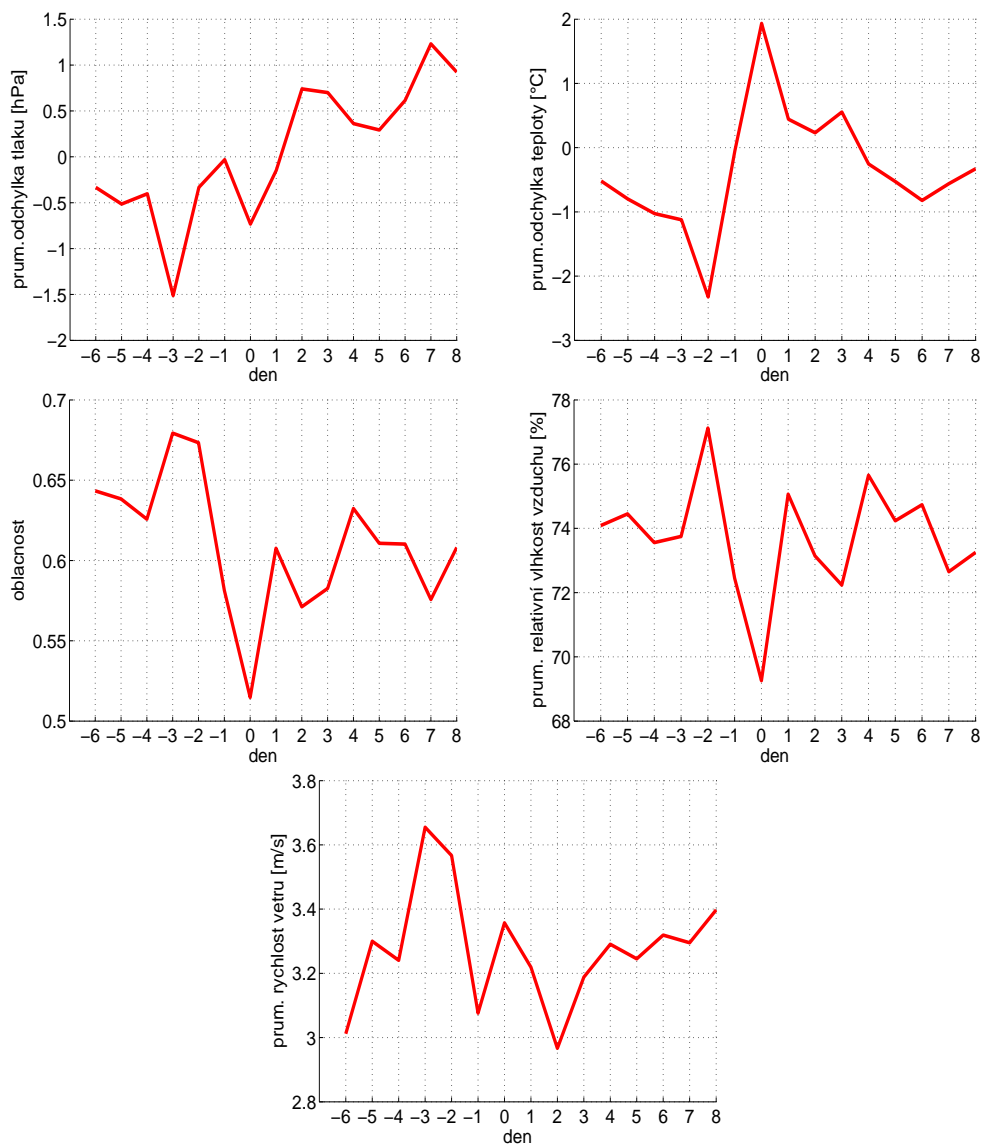 prum.odchylka tlaku [hPa]
1.5
1
0.5
0
−0.5
−1
−1.5
−2
−6 −5 −4 −3 −2 −1 0 1 2 3 4 5 6 7 8
den
prum.odchylka teploty [°C]
2
1
0
−1
−2
−3
−6 −5 −4 −3 −2 −1 0 1 2 3 4 5 6 7 8
den
oblacnost
0.7
0.65
0.6
0.55
0.5
−6 −5 −4 −3 −2 −1 0 1 2 3 4 5 6 7 8
den
prum. relativní vlhkost vzduchu [%]
78
76
74
72
70
68
−6 −5 −4 −3 −2 −1 0 1 2 3 4 5 6 7 8
den
prum. rychlost vetru [m/s]
3.8
3.6
3.4
3.2
3
2.8
−6 −5 −4 −3 −2 −1 0 1 2 3 4 5 6 7 8
den